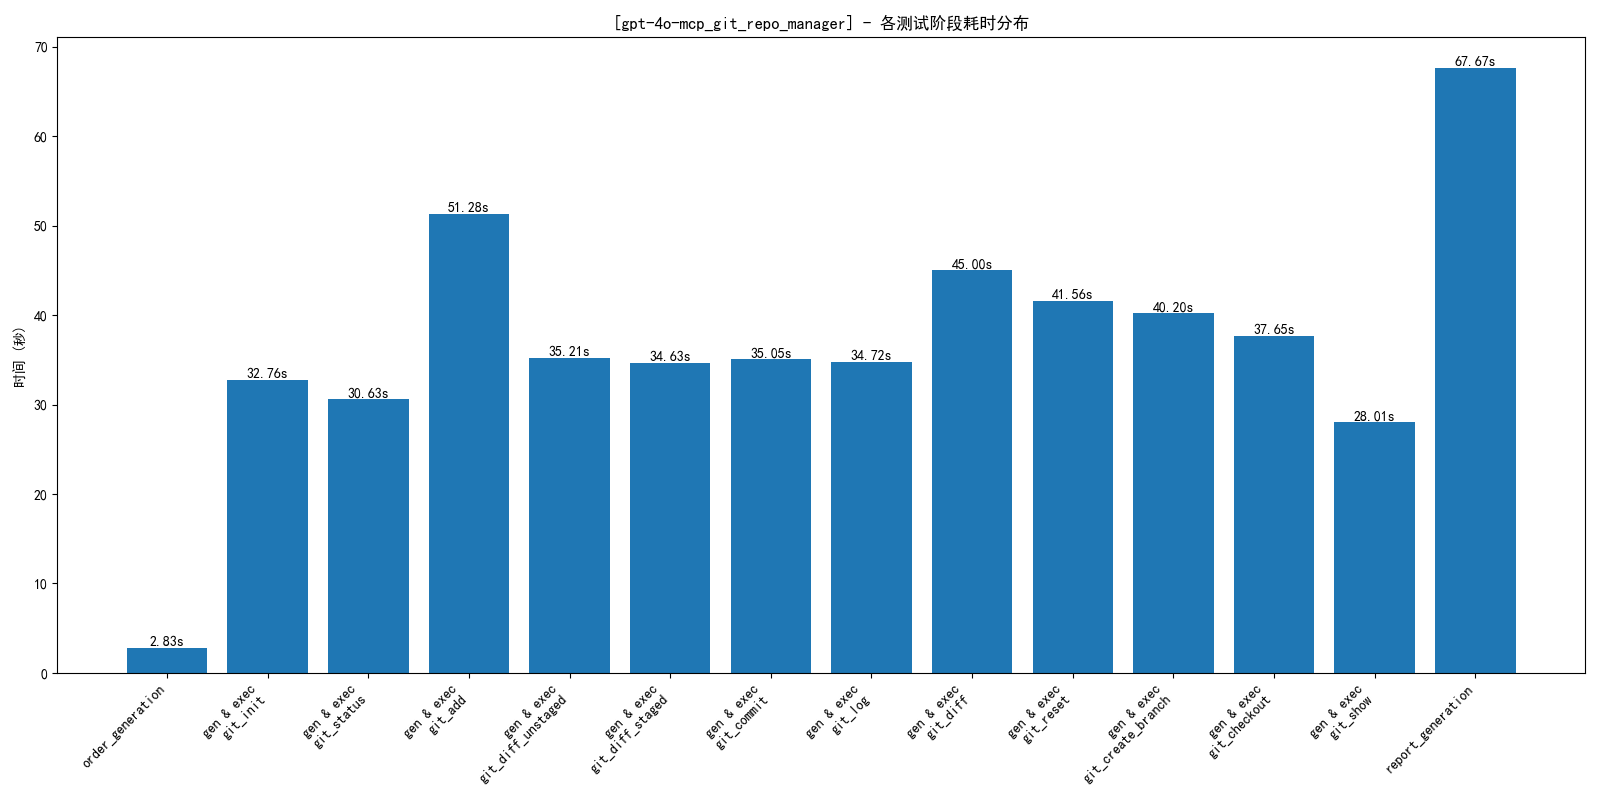 [gpt-4o-mcp_git_repo_manager] - 各测试阶段耗时分布
时间 (秒)
70
60
50
40
30
20
10
0
2.83s
32.76s
30.63s
51.28s
35.21s
34.63s
35.05s
34.72s
45.00s
41.56s
40.20s
37.65s
28.01s
67.67s
order_generation
gen & exec
git_init
gen & exec
git_status
gen & exec
git_add
gen & exec
git_diff_unstaged
gen & exec
git_diff_staged
gen & exec
git_commit
gen & exec
git_log
gen & exec
git_diff
gen & exec
git_reset
gen & exec
git_create_branch
gen & exec
git_checkout
gen & exec
git_show
report_generation